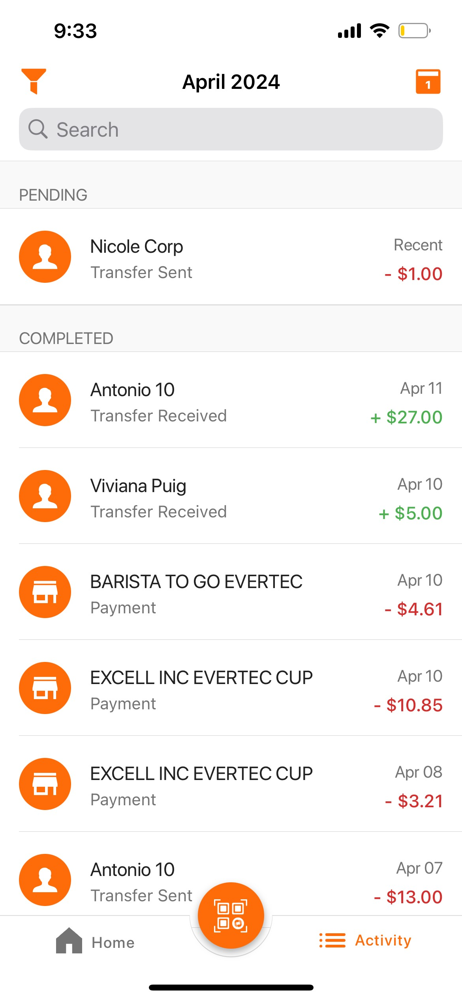 9:33
April 2024
1
Search
PENDING
Nicole Corp
Recent
Transfer Sent
- $1.00
COMPLETED
Antonio 10
Apr 11
Transfer Received
+ $27.00
Viviana Puig
Apr 10
Transfer Received
+ $5.00
BARISTA TO GO EVERTEC
Apr 10
Payment
- $4.61
EXCELL INC EVERTEC CUP
Apr 10
Payment
- $10.85
EXCELL INC EVERTEC CUP
Apr 08
Payment
- $3.21
Antonio 10
Apr 07
Transfer Sent
- $13.00
Home
Activity